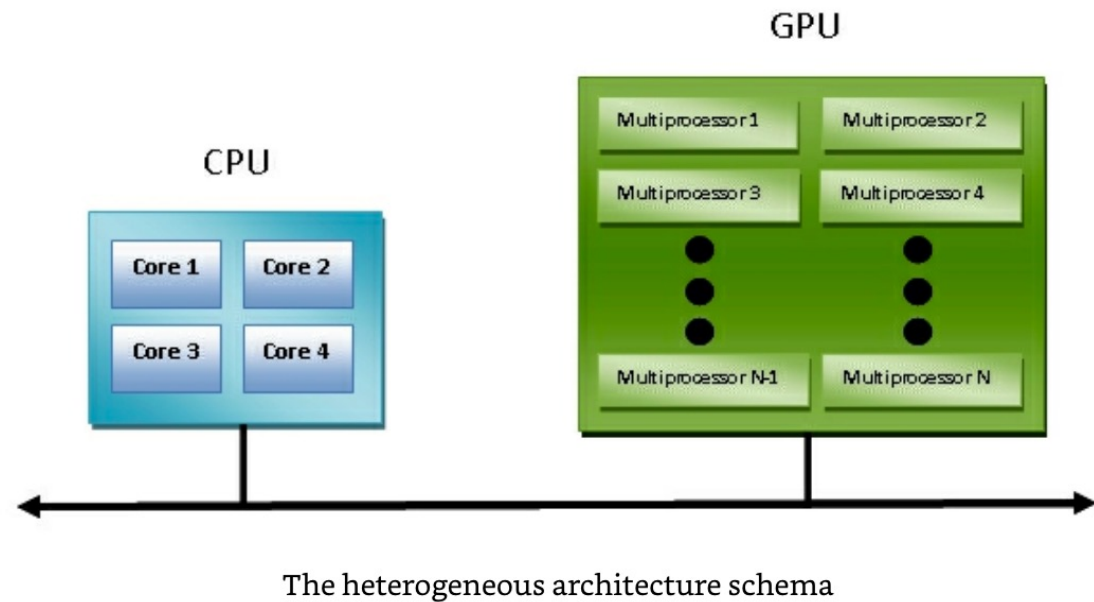 GPU
Multiprocessor 1
Multiprocessor 2
Multiprocessor 3
Multiprocessor 4
Multiprocessor N-1
Multiprocessor N
CPU
Core 1
Core 2
Core 3
Core 4
The heterogeneous architecture schema